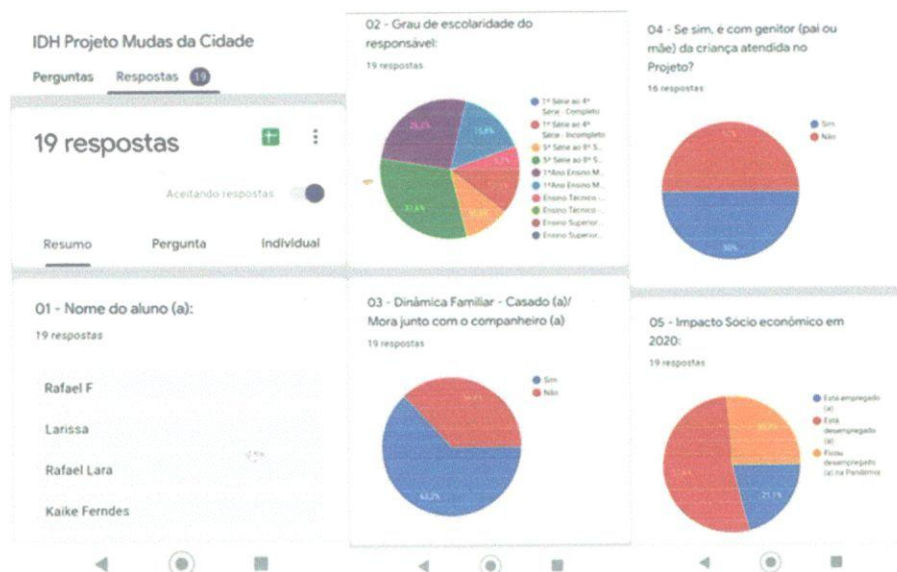 IDH Projeto Mudas da Cidade
Perguntas Respostas 19
19 respostas
Aceitando respostas
Resumo Pergunta Individual
01 - Nome do aluno (a):
19 respostas
Rafael F
Larissa
Rafael Lara
Kaike Ferndes
02 - Grau de escolaridade do
responsável:
19 respostas
1ª Série ao 4ª
Série - Completo
1ª Série ao 4ª
Série - Incompleto
5ª Série ao 8ª S...
5ª Série ao 8ª S...
1ªAno Ensino M...
1ªAno Ensino M...
Ensino Técnico -...
Ensino Técnico -...
Ensino Superior...
Ensino Superior...
26,3%
15,8%
31,6%
03 - Dinâmica Familiar - Casado (a)/
Mora junto com o companheiro (a)
19 respostas
Sim
Não
63,2%
04 - Se sim, é com genitor (pai ou
mãe) da criança atendida no
Projeto?
16 respostas
Sim
Não
50%
50%
05 - Impacto Sócio econômico em
2020:
19 respostas
Está empregado
(a)
Está
desempregado
(a)
Ficou
desempregado
(a) na Pandemia
21,1%